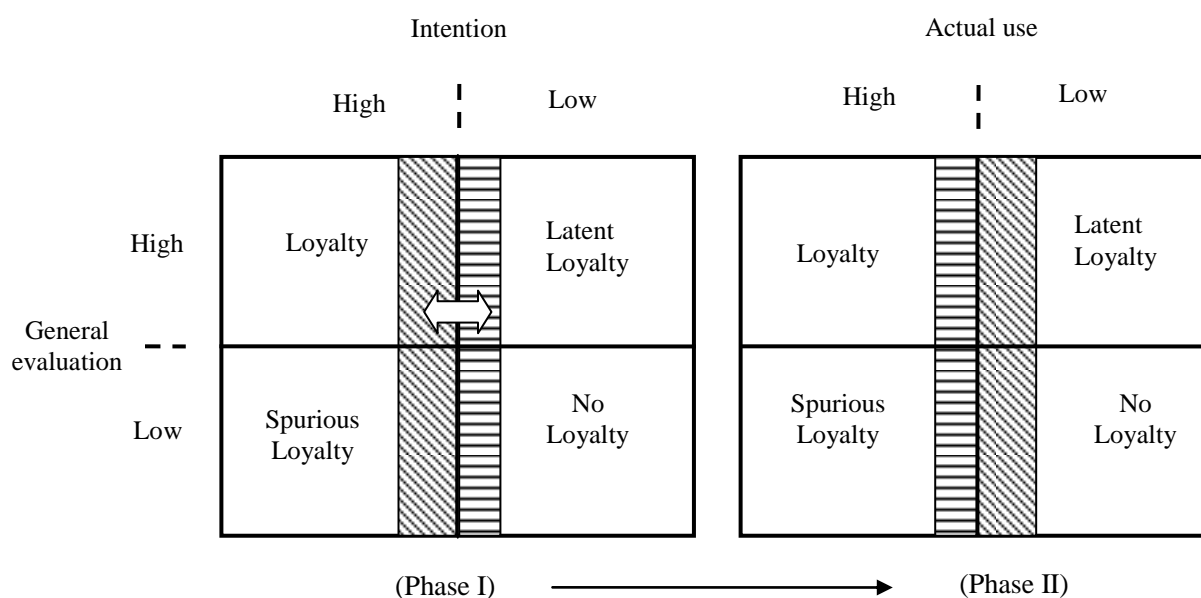 Intention
Actual use
High
Low
High
Low
High
Loyalty
Latent
Loyalty
Loyalty
Latent
Loyalty
General
evaluation
Low
Spurious
Loyalty
No
Loyalty
Spurious
Loyalty
No
Loyalty
(Phase I)
(Phase II)